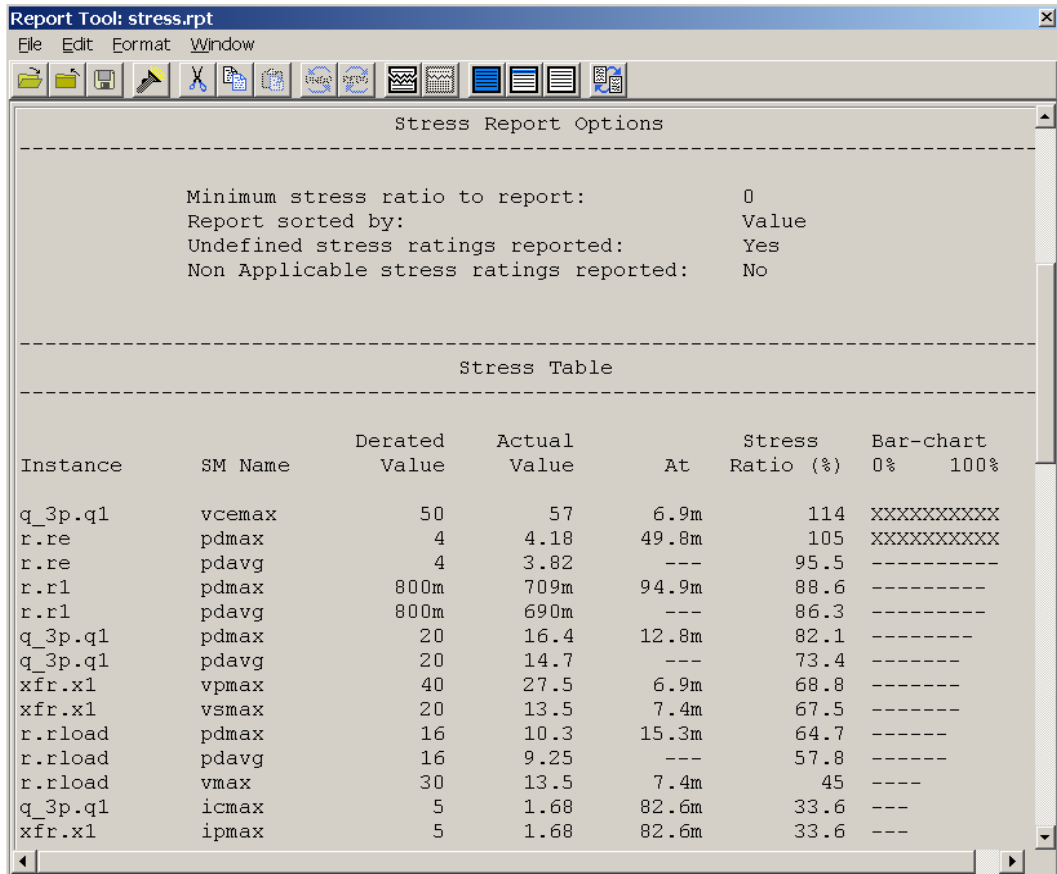 Report Tool: stress.rpt
File Edit Format Window
Stress Report Options
Minimum stress ratio to report: 0
Report sorted by: Value
Undefined stress ratings reported: Yes
Non Applicable stress ratings reported: No
Stress Table
Derated Actual Stress Bar-chart
Instance SM Name Value Value At Ratio (%) 0% 100%
q_3p.q1 vcemax 50 57 6.9m 114 XXXXXXXXXX
r.re pdmax 4 4.18 49.8m 105 XXXXXXXXXX
r.re pdavg 4 3.82 --- 95.5 ----------
r.r1 pdmax 800m 709m 94.9m 88.6 ---------
r.r1 pdavg 800m 690m --- 86.3 ---------
q_3p.q1 pdmax 20 16.4 12.8m 82.1 --------
q_3p.q1 pdavg 20 14.7 --- 73.4 -------
xfr.x1 vpmax 40 27.5 6.9m 68.8 -------
xfr.x1 vsmax 20 13.5 7.4m 67.5 -------
r.rload pdmax 16 10.3 15.3m 64.7 ------
r.rload pdavg 16 9.25 --- 57.8 ------
r.rload vmax 30 13.5 7.4m 45 ----
q_3p.q1 icmax 5 1.68 82.6m 33.6 ---
xfr.x1 ipmax 5 1.68 82.6m 33.6 ---